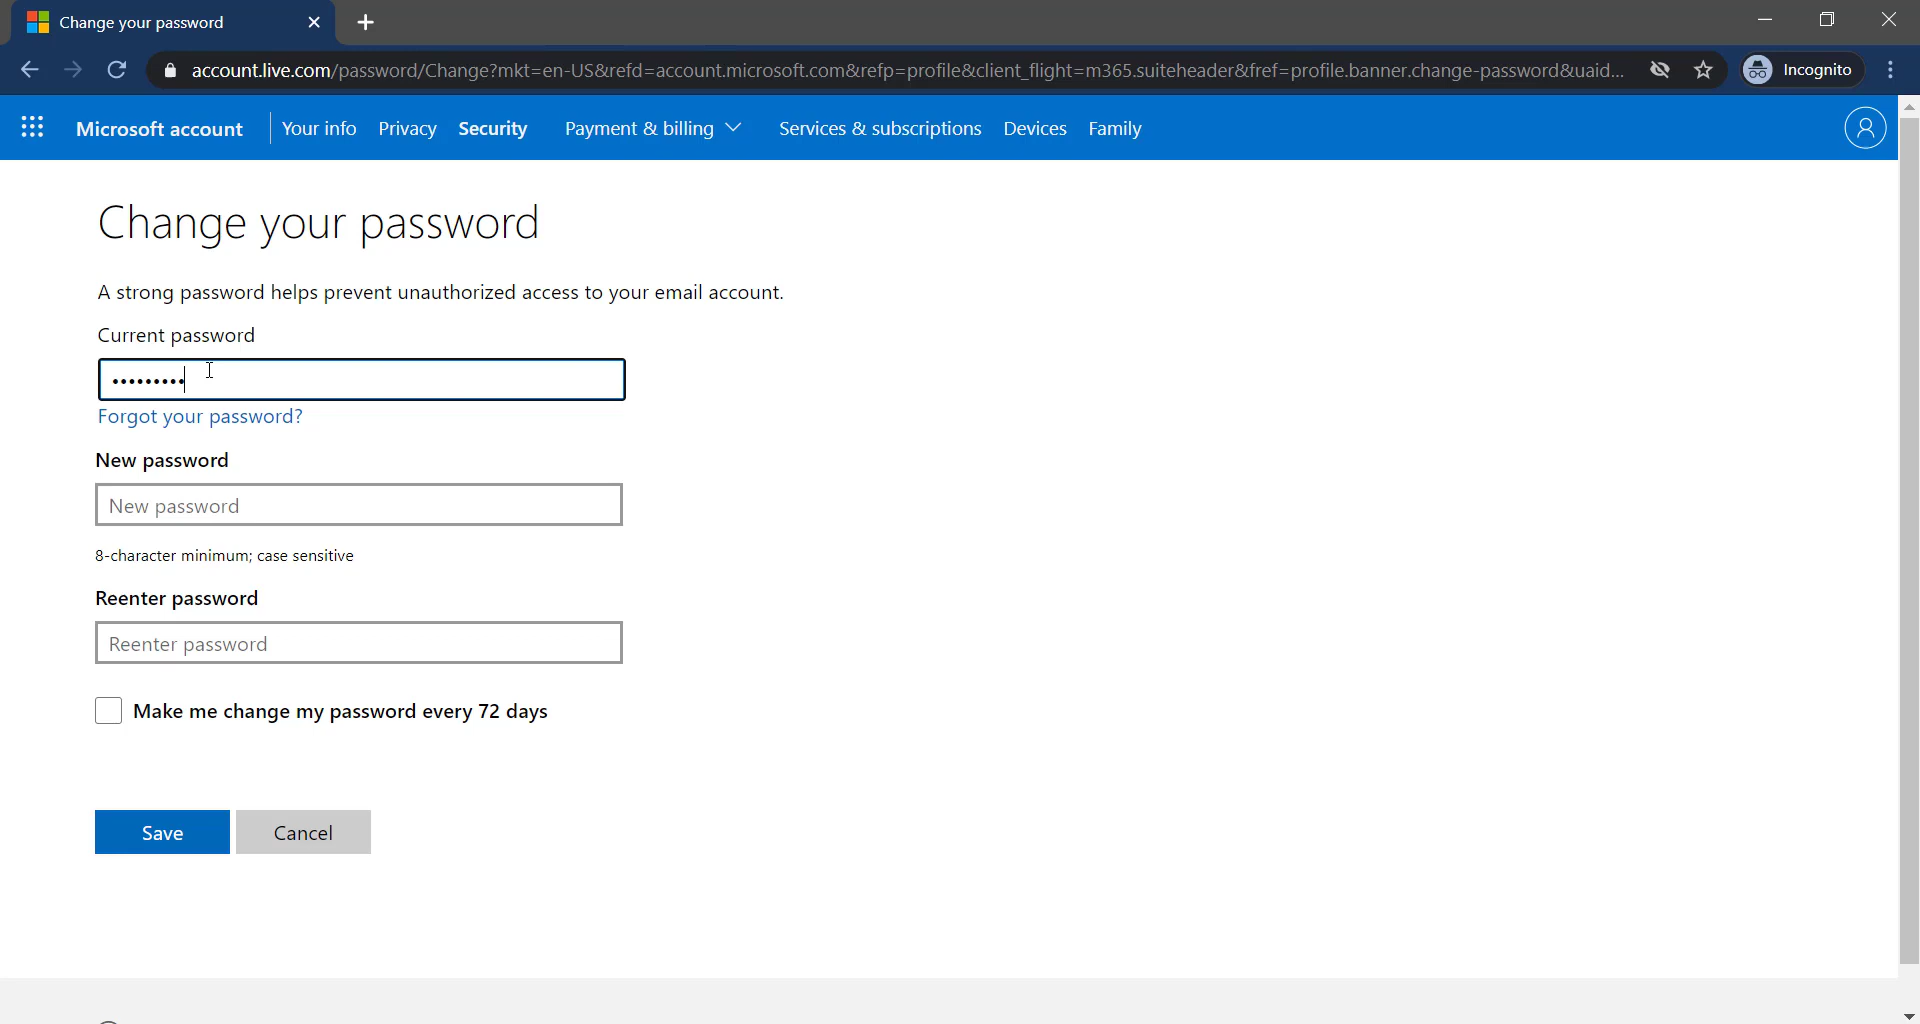 Change your password
account.live.com/password/Change?mkt=en-US&refd=account.microsoft.com&refp=profile&client_flight=m365.suiteheader&fref=profile.banner.change-password&uaid...
Incognito
Microsoft account
Your info
Privacy
Security
Payment & billing
Services & subscriptions
Devices
Family
Change your password
A strong password helps prevent unauthorized access to your email account.
Current password
•••••••••
Forgot your password?
New password
New password
8-character minimum; case sensitive
Reenter password
Reenter password
Make me change my password every 72 days
Save
Cancel